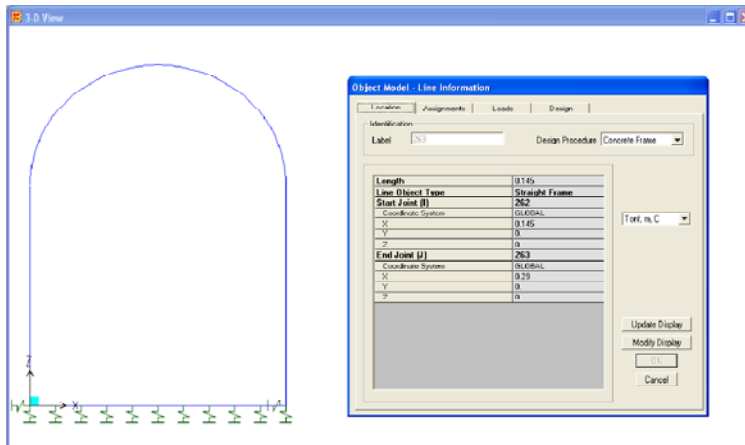 3-D View
Object Model - Line Information
Location Assignments Loads Design
Identification
Label 263 Design Procedure Concrete Frame
Length 0.145
Line Object Type Straight Frame
Start Joint (I) 262
Coordinate System GLOBAL
X 0.145
Y 0.
Z 0.
End Joint (J) 263
Coordinate System GLOBAL
X 0.29
Y 0.
Z 0.
Tonf, m, C
Update Display
Modify Display
OK
Cancel
Z
X